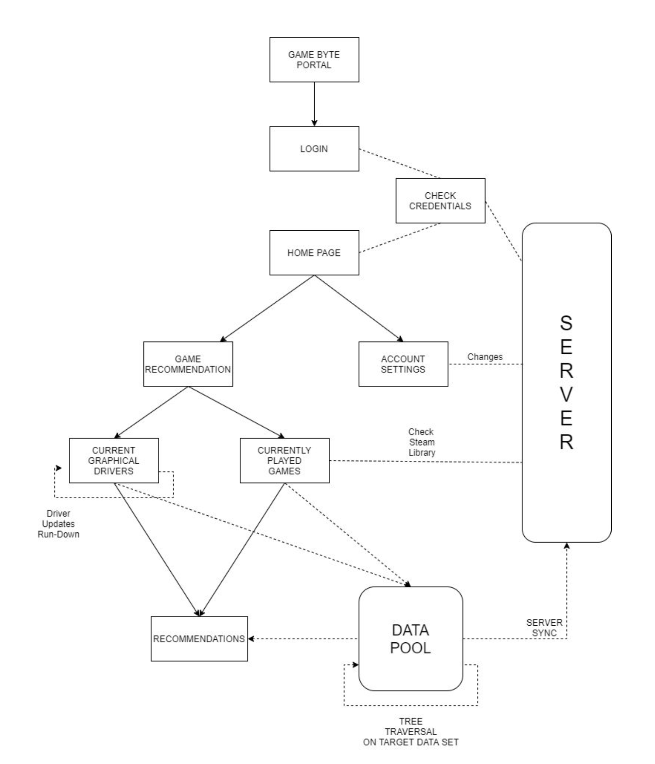 GAME BYTE
PORTAL
LOGIN
CHECK
CREDENTIALS
HOME PAGE
S
E
R
V
E
R
GAME
RECOMMENDATION
ACCOUNT
SETTINGS
Changes
CURRENT
GRAPHICAL
DRIVERS
CURRENTLY
PLAYED
GAMES
Check
Steam
Library
Driver
Updates
Run-Down
RECOMMENDATIONS
DATA
POOL
SERVER
SYNC
TREE
TRAVERSAL
ON TARGET DATA SET